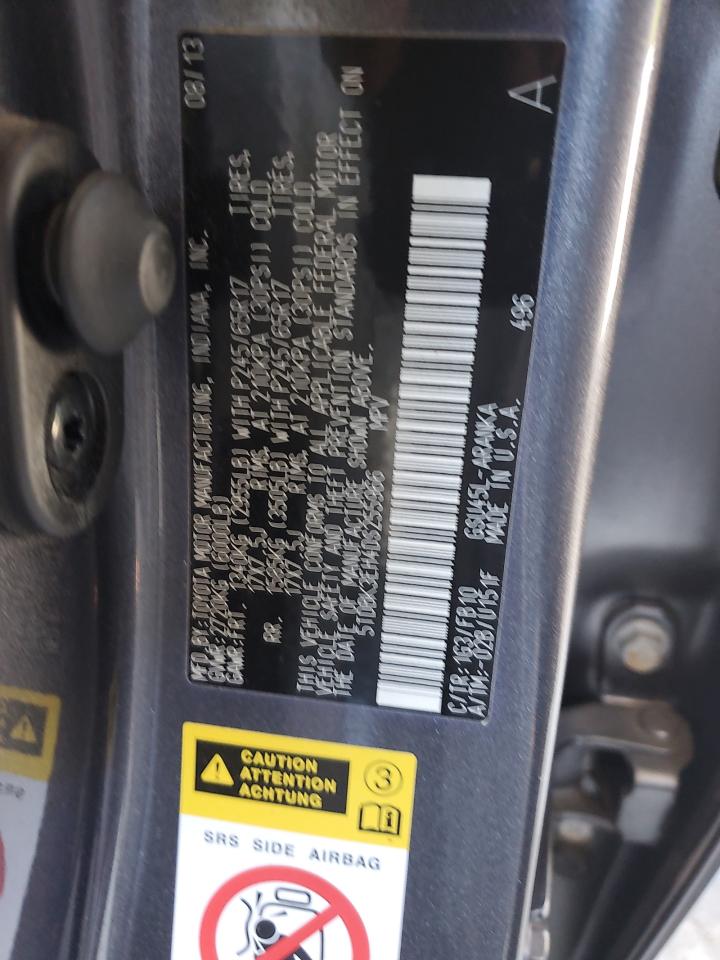 MFD BY: TOYOTA MOTOR MANUFACTURING, INDIANA, INC. 08/13
GVWR: 2720KG (6000LB)
GAWR: FRT. 1340KG (2955LB) WITH P245/65R17 TIRES,
17X7.5J RIMS, AT 210KPA (30PSI) COLD
RR. 1585KG (3505LB) WITH P245/65R17 TIRES,
17X7.5J RIMS, AT 210KPA (30PSI) COLD
THIS VEHICLE CONFORMS TO ALL APPLICABLE FEDERAL MOTOR
VEHICLE SAFETY AND THEFT PREVENTION STANDARDS IN EFFECT ON
THE DATE OF MANUFACTURE SHOWN ABOVE.
MPV
C/TR: 1G3/FB10 GSU45L-ARANKA 496
A/TM:-02B/U151F MADE IN U.S.A.
A
CAUTION
ATTENTION
ACHTUNG
3
SRS SIDE AIRBAG